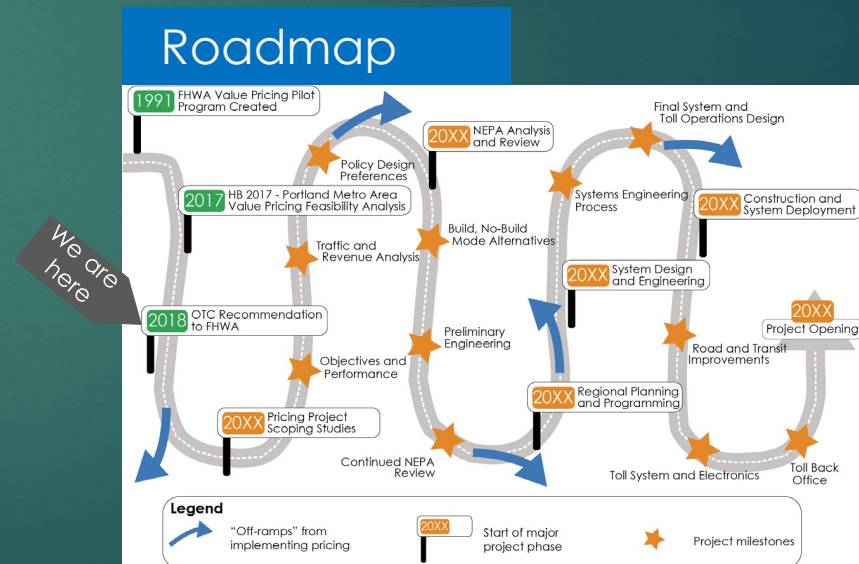 Roadmap
1991 FHWA Value Pricing Pilot
Program Created
2017 HB 2017 - Portland Metro Area
Value Pricing Feasibility Analysis
We are
here
2018 OTC Recommendation
to FHWA
20XX Pricing Project
Scoping Studies
Objectives and
Performance
Traffic and
Revenue Analysis
Policy Design
Preferences
20XX NEPA Analysis
and Review
Build, No-Build
Mode Alternatives
Preliminary
Engineering
Continued NEPA
Review
20XX Regional Planning
and Programming
20XX System Design
and Engineering
Systems Engineering
Process
Final System and
Toll Operations Design
20XX Construction and
System Deployment
Road and Transit
Improvements
Toll System and Electronics
Toll Back
Office
20XX
Project Opening
Legend
"Off-ramps" from
implementing pricing
20XX
Start of major
project phase
Project milestones